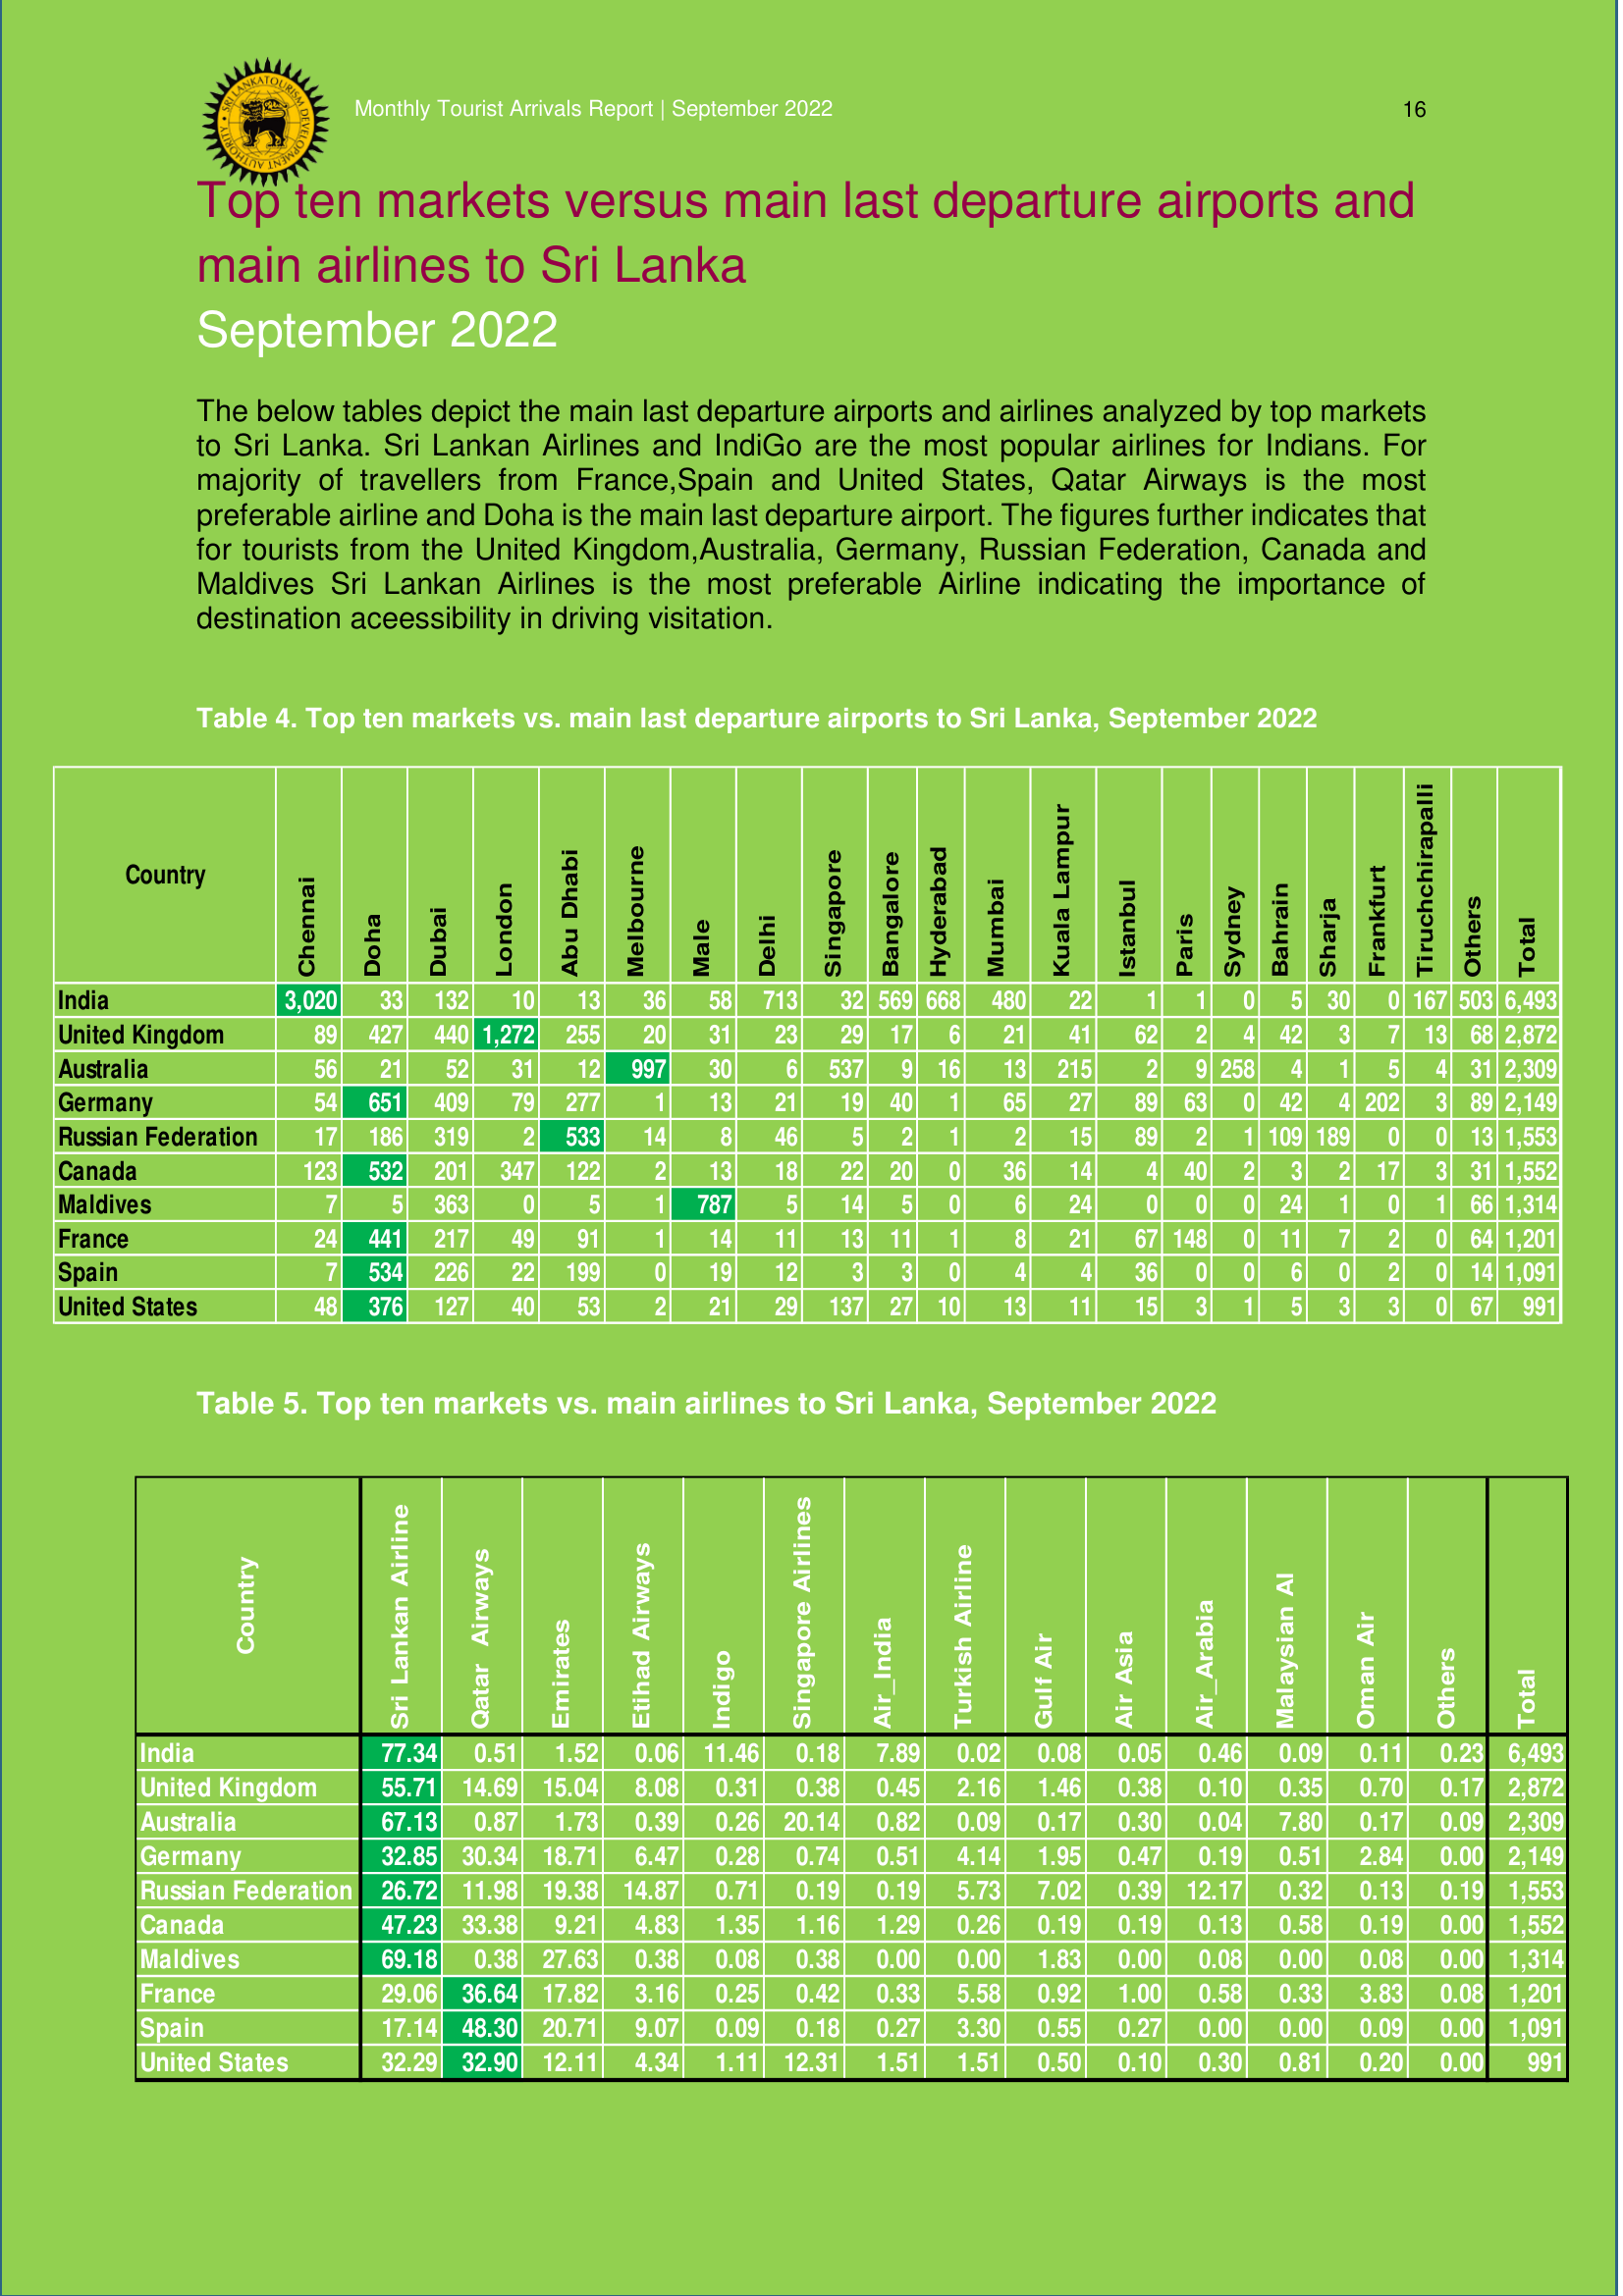 SRI LANKA TOURISM DEVELOPMENT AUTHORITY
Monthly Tourist Arrivals Report | September 2022
16
Top ten markets versus main last departure airports and
main airlines to Sri Lanka
September 2022
The below tables depict the main last departure airports and airlines analyzed by top markets
to Sri Lanka. Sri Lankan Airlines and IndiGo are the most popular airlines for Indians. For
majority of travellers from France,Spain and United States, Qatar Airways is the most
preferable airline and Doha is the main last departure airport. The figures further indicates that
for tourists from the United Kingdom,Australia, Germany, Russian Federation, Canada and
Maldives Sri Lankan Airlines is the most preferable Airline indicating the importance of
destination aceessibility in driving visitation.
Table 4. Top ten markets vs. main last departure airports to Sri Lanka, September 2022
Country Chennai Doha Dubai London Abu Dhabi Melbourne Male Delhi Singapore Bangalore Hyderabad Mumbai Kuala Lampur Istanbul Paris Sydney Bahrain Sharja Frankfurt Tiruchchirapalli Others Total
India 3,020 33 132 10 13 36 58 713 32 569 668 480 22 1 1 0 5 30 0 167 503 6,493
United Kingdom 89 427 440 1,272 255 20 31 23 29 17 6 21 41 62 2 4 42 3 7 13 68 2,872
Australia 56 21 52 31 12 997 30 6 537 9 16 13 215 2 9 258 4 1 5 4 31 2,309
Germany 54 651 409 79 277 1 13 21 19 40 1 65 27 89 63 0 42 4 202 3 89 2,149
Russian Federation 17 186 319 2 533 14 8 46 5 2 1 2 15 89 2 1 109 189 0 0 13 1,553
Canada 123 532 201 347 122 2 13 18 22 20 0 36 14 4 40 2 3 2 17 3 31 1,552
Maldives 7 5 363 0 5 1 787 5 14 5 0 6 24 0 0 0 24 1 0 1 66 1,314
France 24 441 217 49 91 1 14 11 13 11 1 8 21 67 148 0 11 7 2 0 64 1,201
Spain 7 534 226 22 199 0 19 12 3 3 0 4 4 36 0 0 6 0 2 0 14 1,091
United States 48 376 127 40 53 2 21 29 137 27 10 13 11 15 3 1 5 3 3 0 67 991
Table 5. Top ten markets vs. main airlines to Sri Lanka, September 2022
Country Sri Lankan Airline Qatar Airways Emirates Etihad Airways Indigo Singapore Airlines Air_India Turkish Airline Gulf Air Air Asia Air_Arabia Malaysian Al Oman Air Others Total
India 77.34 0.51 1.52 0.06 11.46 0.18 7.89 0.02 0.08 0.05 0.46 0.09 0.11 0.23 6,493
United Kingdom 55.71 14.69 15.04 8.08 0.31 0.38 0.45 2.16 1.46 0.38 0.10 0.35 0.70 0.17 2,872
Australia 67.13 0.87 1.73 0.39 0.26 20.14 0.82 0.09 0.17 0.30 0.04 7.80 0.17 0.09 2,309
Germany 32.85 30.34 18.71 6.47 0.28 0.74 0.51 4.14 1.95 0.47 0.19 0.51 2.84 0.00 2,149
Russian Federation 26.72 11.98 19.38 14.87 0.71 0.19 0.19 5.73 7.02 0.39 12.17 0.32 0.13 0.19 1,553
Canada 47.23 33.38 9.21 4.83 1.35 1.16 1.29 0.26 0.19 0.19 0.13 0.58 0.19 0.00 1,552
Maldives 69.18 0.38 27.63 0.38 0.08 0.38 0.00 0.00 1.83 0.00 0.08 0.00 0.08 0.00 1,314
France 29.06 36.64 17.82 3.16 0.25 0.42 0.33 5.58 0.92 1.00 0.58 0.33 3.83 0.08 1,201
Spain 17.14 48.30 20.71 9.07 0.09 0.18 0.27 3.30 0.55 0.27 0.00 0.00 0.09 0.00 1,091
United States 32.29 32.90 12.11 4.34 1.11 12.31 1.51 1.51 0.50 0.10 0.30 0.81 0.20 0.00 991